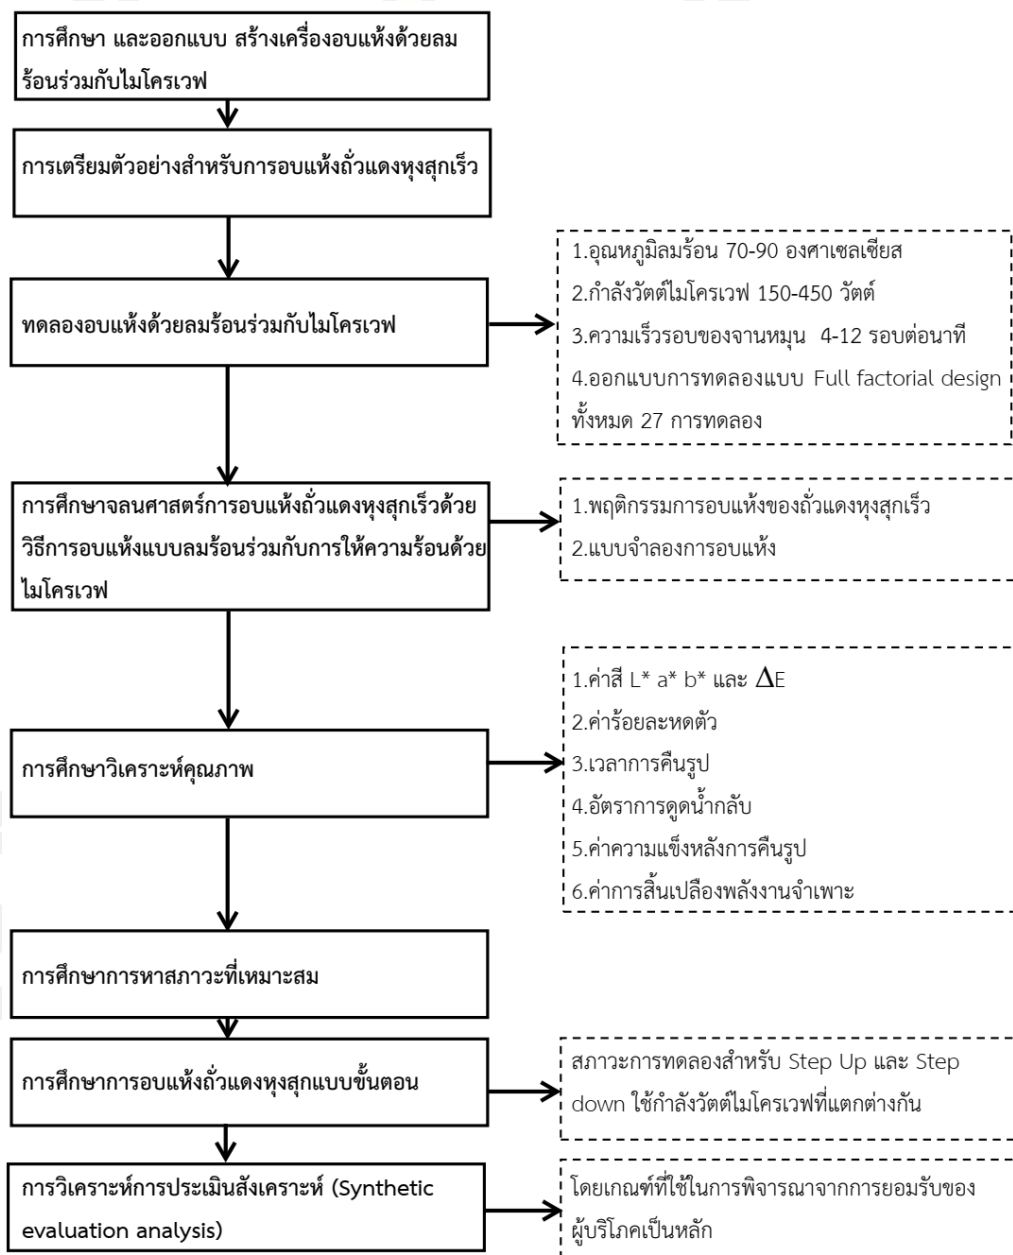 การศึกษา และออกแบบ สร้างเครื่องอบแห้งด้วยลม
ร้อนร่วมกับไมโครเวฟ
การเตรียมตัวอย่างสำหรับการอบแห้งถั่วแดงหุงสุกเร็ว
ทดลองอบแห้งด้วยลมร้อนร่วมกับไมโครเวฟ
1.อุณหภูมิลมร้อน 70-90 องศาเซลเซียส
2.กำลังวัตต์ไมโครเวฟ 150-450 วัตต์
3.ความเร็วรอบของจานหมุน 4-12 รอบต่อนาที
4.ออกแบบการทดลองแบบ Full factorial design
ทั้งหมด 27 การทดลอง
การศึกษาจลนศาสตร์การอบแห้งถั่วแดงหุงสุกเร็วด้วย
วิธีการอบแห้งแบบลมร้อนร่วมกับการให้ความร้อนด้วย
ไมโครเวฟ
1.พฤติกรรมการอบแห้งของถั่วแดงหุงสุกเร็ว
2.แบบจำลองการอบแห้ง
การศึกษาวิเคราะห์คุณภาพ
1.ค่าสี L* a* b* และ ΔE
2.ค่าร้อยละหดตัว
3.เวลาการคืนรูป
4.อัตราการดูดน้ำกลับ
5.ค่าความแข็งหลังการคืนรูป
6.ค่าการสิ้นเปลืองพลังงานจำเพาะ
การศึกษาการหาสภาวะที่เหมาะสม
การศึกษาการอบแห้งถั่วแดงหุงสุกแบบขั้นตอน
สภาวะการทดลองสำหรับ Step Up และ Step
down ใช้กำลังวัตต์ไมโครเวฟที่แตกต่างกัน
การวิเคราะห์การประเมินสังเคราะห์ (Synthetic
evaluation analysis)
โดยเกณฑ์ที่ใช้ในการพิจารณาจากการยอมรับของ
ผู้บริโภคเป็นหลัก